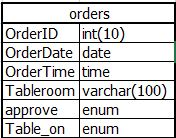 orders
OrderID int(10)
OrderDate date
OrderTime time
Tableroom varchar(100)
approve enum
Table_on enum